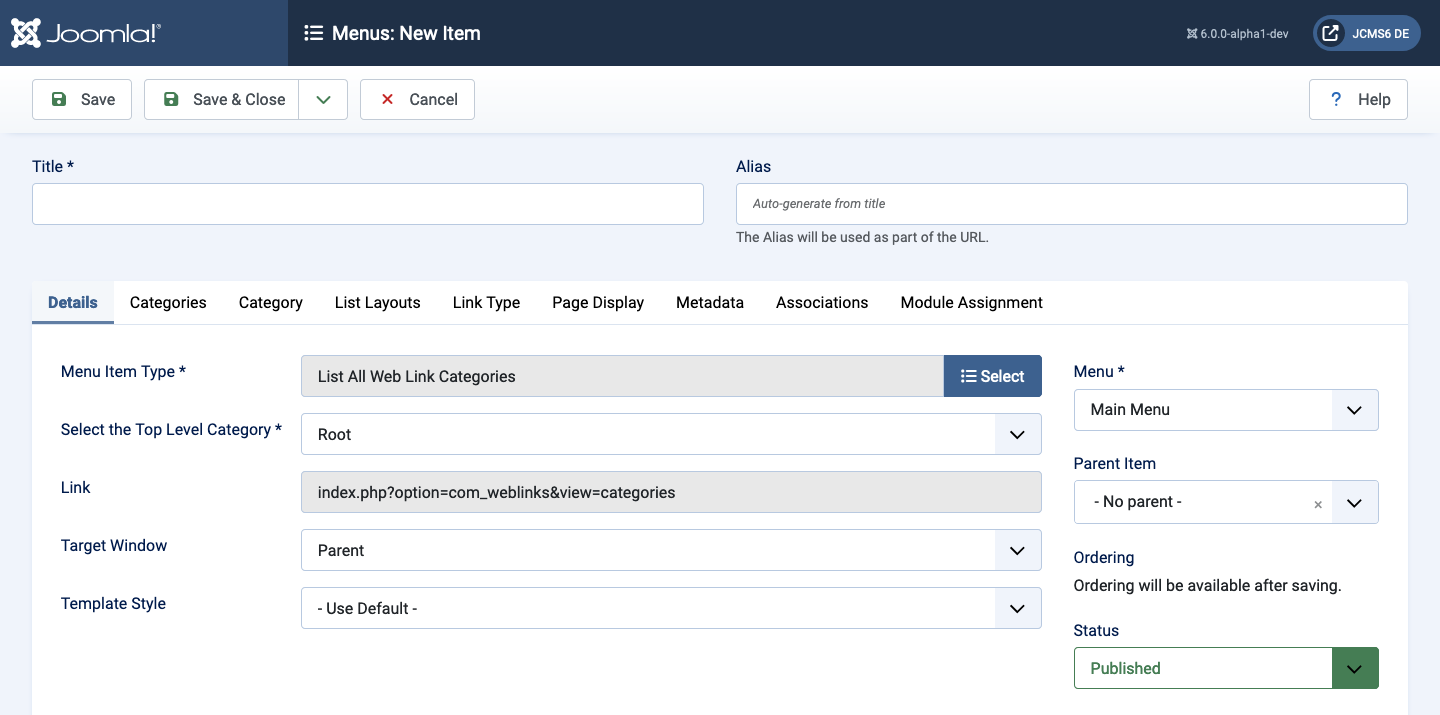 Joomla!®
Menus: New Item
6.0.0-alpha1-dev
JCMS6 DE
Save
Save & Close
Cancel
? Help
Title *
Alias
Auto-generate from title
The Alias will be used as part of the URL.
Details Categories Category List Layouts Link Type Page Display Metadata Associations Module Assignment
Menu Item Type *
List All Web Link Categories
Select
Select the Top Level Category *
Root
Link
index.php?option=com_weblinks&view=categories
Target Window
Parent
Template Style
- Use Default -
Menu *
Main Menu
Parent Item
- No parent - ×
Ordering
Ordering will be available after saving.
Status
Published